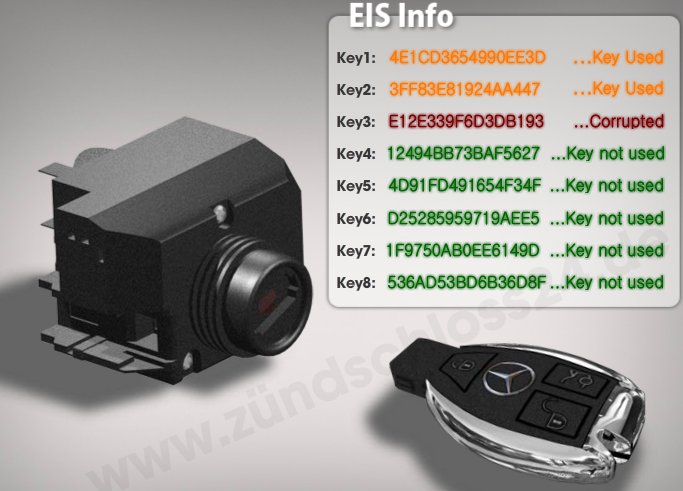 EIS Info
Key1: 4E1CD3654990EE3D ...Key Used
Key2: 3FF83E81924AA447 ...Key Used
Key3: E12E339F6D3DB193 ...Corrupted
Key4: 12494BB73BAF5627 ...Key not used
Key5: 4D91FD491654F34F ...Key not used
Key6: D25285959719AEE5 ...Key not used
Key7: 1F9750AB0EE6149D ...Key not used
Key8: 536AD53BD6B36D8F ...Key not used
www.zündschloss24.de